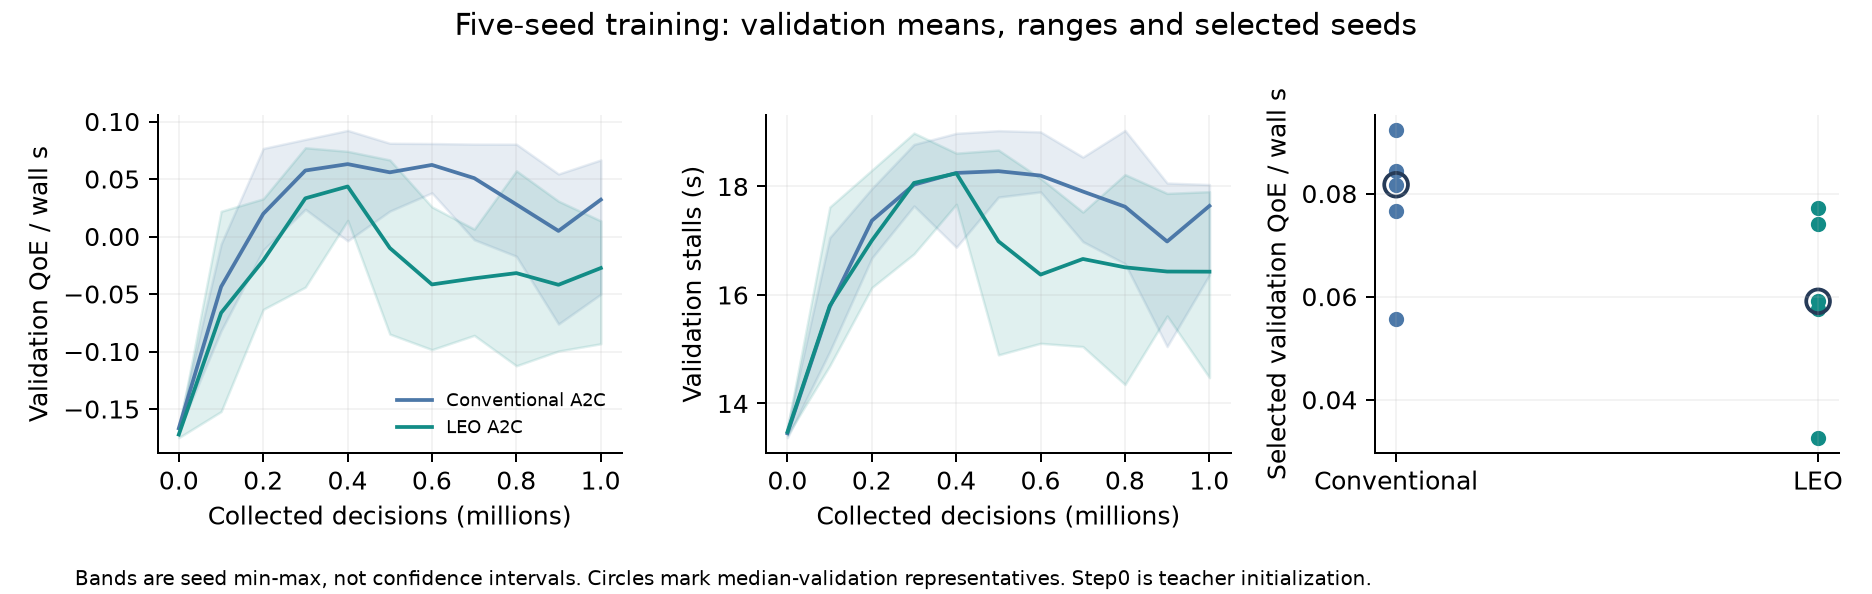 Five-seed training: validation means, ranges and selected seeds
Validation QoE / wall s
0.10
0.05
0.00
−0.05
−0.10
−0.15
Conventional A2C
LEO A2C
0.0 0.2 0.4 0.6 0.8 1.0
Collected decisions (millions)
Validation stalls (s)
18
16
14
0.0 0.2 0.4 0.6 0.8 1.0
Collected decisions (millions)
Selected validation QoE / wall s
0.08
0.06
0.04
Conventional LEO
Bands are seed min-max, not confidence intervals. Circles mark median-validation representatives. Step0 is teacher initialization.